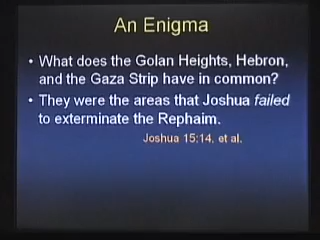 An Enigma
• What does the Golan Heights, Hebron,
and the Gaza Strip have in common?
• They were the areas that Joshua failed
to exterminate the Rephaim.
Joshua 15:14, et al.